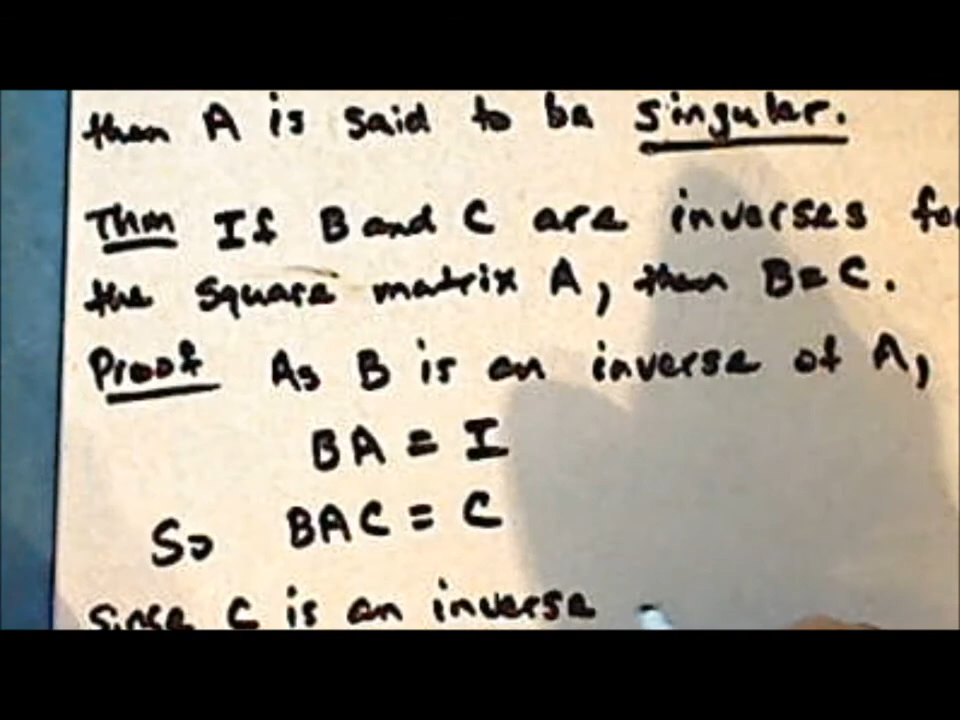 then A is said to be singular.
Thm If B and C are inverses for
the square matrix A, then B = C.
Proof As B is an inverse of A,
BA = I
So BAC = C
since C is an inverse